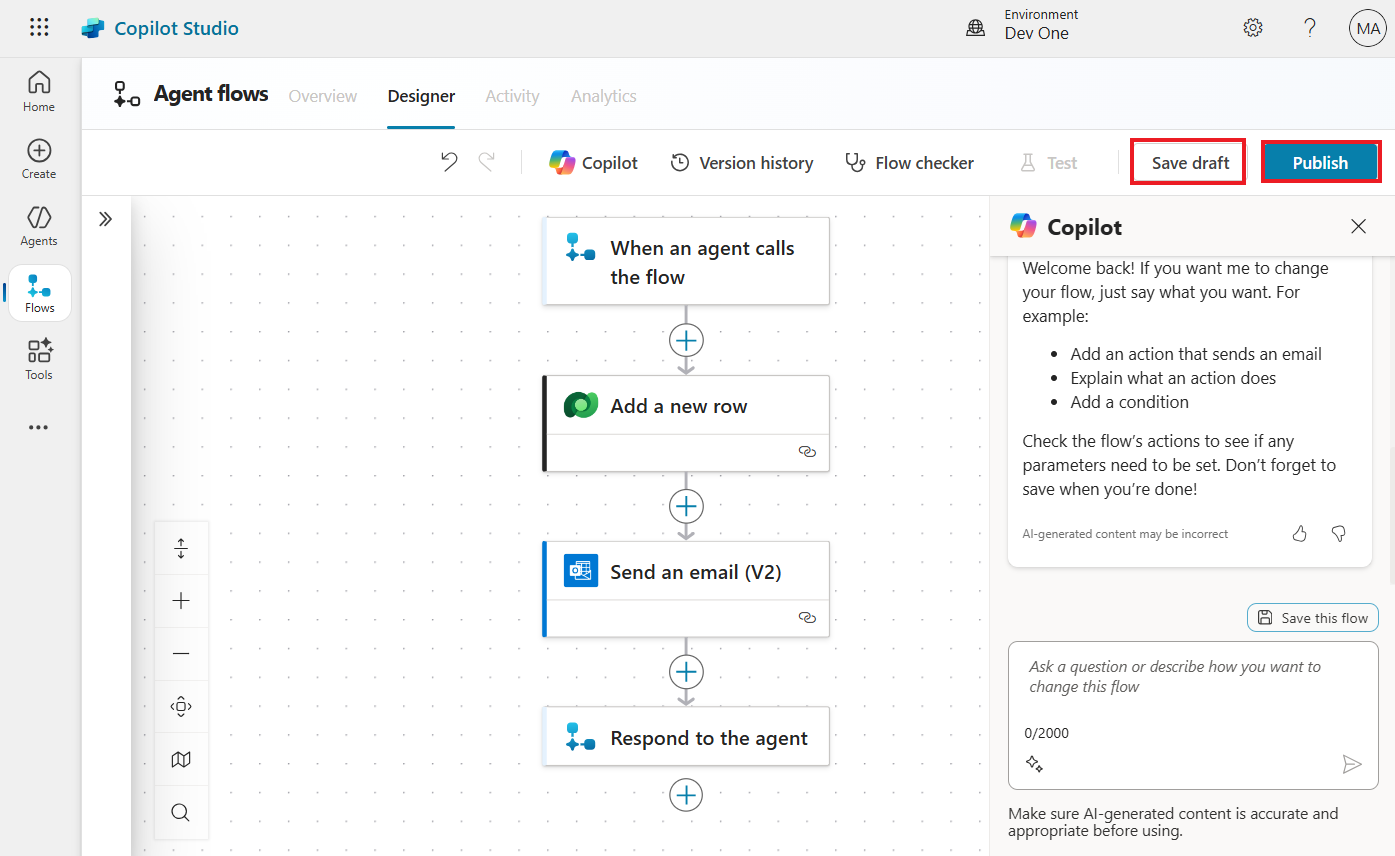 Copilot Studio
Environment
Dev One
?
MA
Home
Create
Agents
Flows
Tools
Agent flows
Overview
Designer
Activity
Analytics
Copilot
Version history
Flow checker
Test
Save draft
Publish
When an agent calls
the flow
Add a new row
Send an email (V2)
Respond to the agent
Copilot
Welcome back! If you want me to change
your flow, just say what you want. For
example:
• Add an action that sends an email
• Explain what an action does
• Add a condition
Check the flow’s actions to see if any
parameters need to be set. Don’t forget to
save when you’re done!
AI-generated content may be incorrect
Save this flow
Ask a question or describe how you want to
change this flow
0/2000
Make sure AI-generated content is accurate and
appropriate before using.